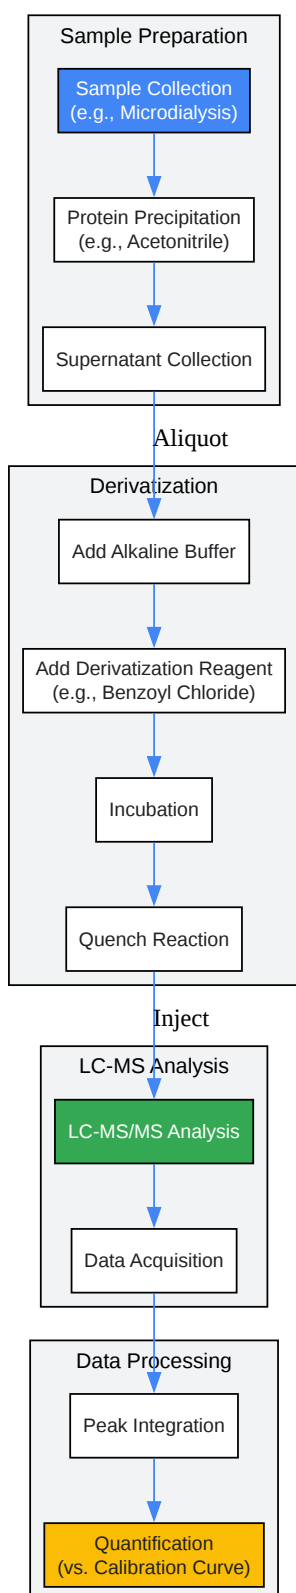 Sample Preparation
Sample Collection
(e.g., Microdialysis)
Protein Precipitation
(e.g., Acetonitrile)
Supernatant Collection
Aliquot
Derivatization
Add Alkaline Buffer
Add Derivatization Reagent
(e.g., Benzoyl Chloride)
Incubation
Quench Reaction
Inject
LC-MS Analysis
LC-MS/MS Analysis
Data Acquisition
Data Processing
Peak Integration
Quantification
(vs. Calibration Curve)